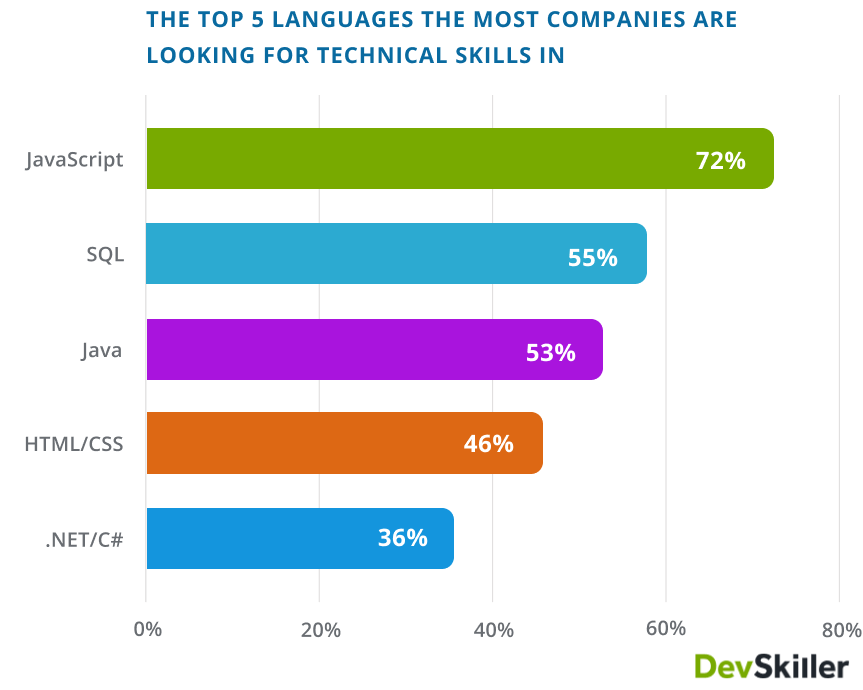 THE TOP 5 LANGUAGES THE MOST COMPANIES ARE
LOOKING FOR TECHNICAL SKILLS IN
JavaScript
72%
SQL
55%
Java
53%
HTML/CSS
46%
.NET/C#
36%
0%
20%
40%
60%
80%
DevSkiller